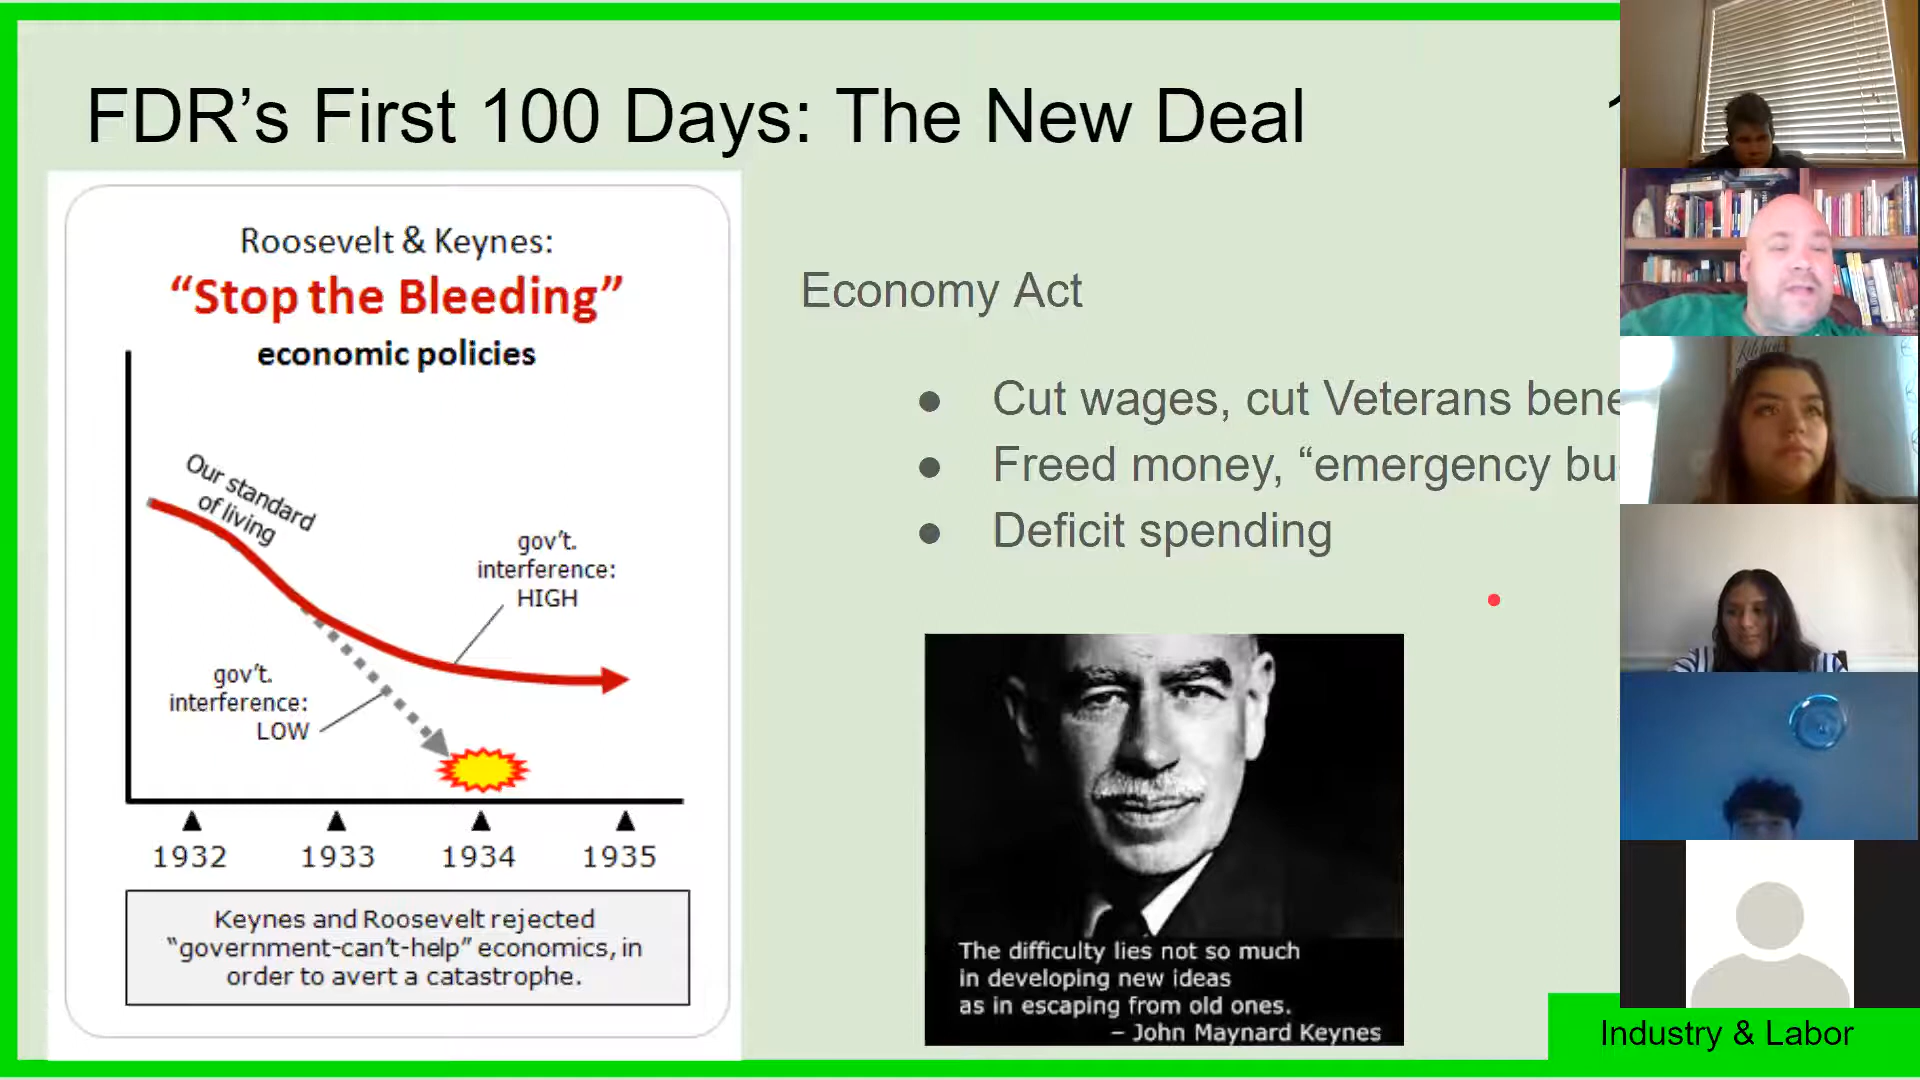 FDR’s First 100 Days: The New Deal
Roosevelt & Keynes:
“Stop the Bleeding”
economic policies
Our standard
of living
gov’t.
interference:
HIGH
gov’t.
interference:
LOW
1932 1933 1934 1935
Keynes and Roosevelt rejected
“government-can’t-help” economics, in
order to avert a catastrophe.
Economy Act
● Cut wages, cut Veterans bene
● Freed money, “emergency bu
● Deficit spending
The difficulty lies not so much
in developing new ideas
as in escaping from old ones.
– John Maynard Keynes
Industry & Labor